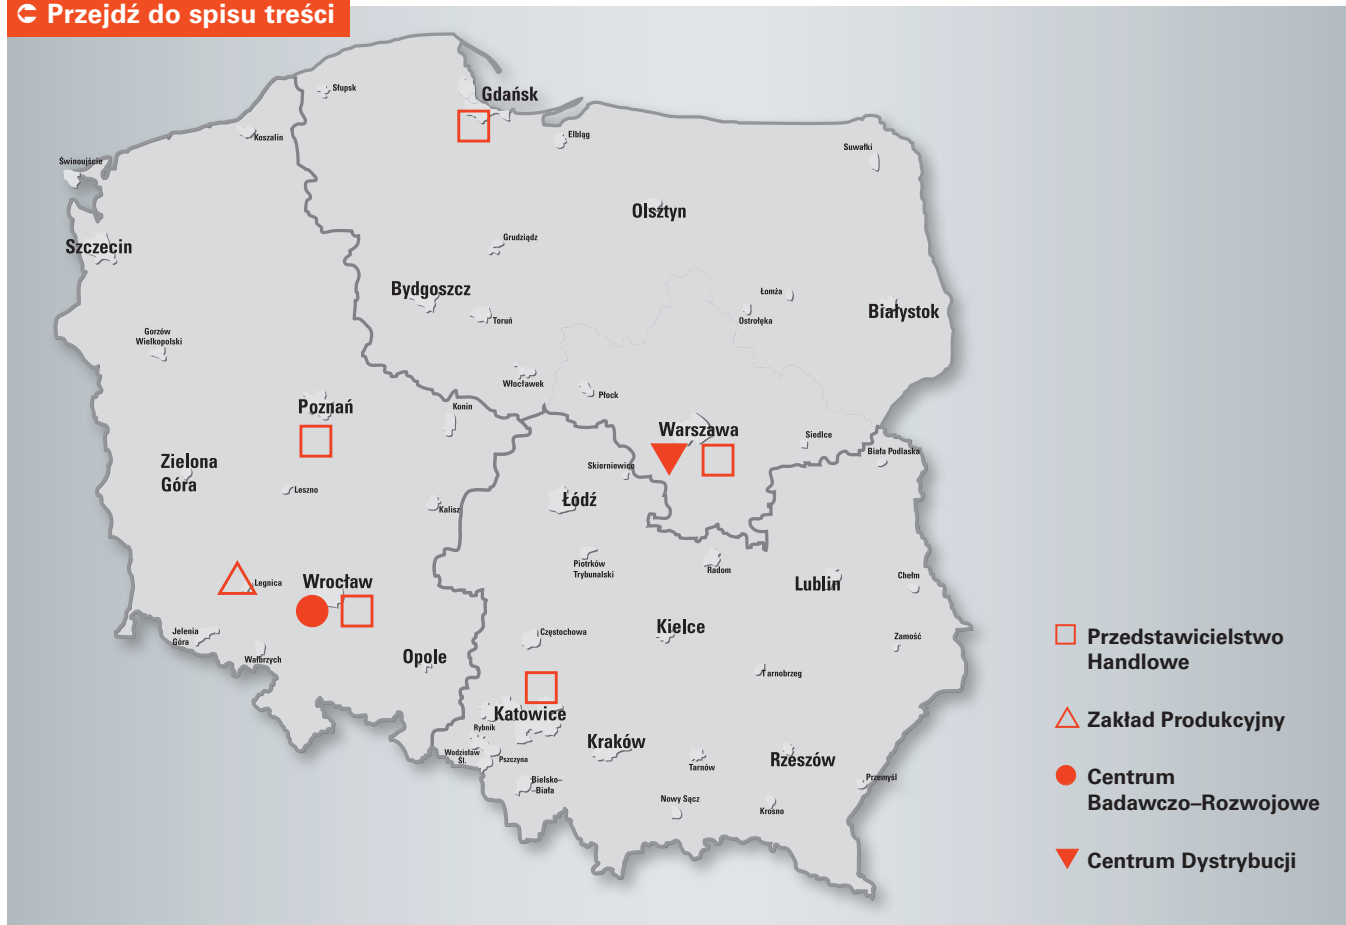 Przejdź do spisu treści
Słupsk
Gdańsk
Koszalin
Elbląg
Suwałki
Świnoujście
Olsztyn
Szczecin
Grudziądz
Bydgoszcz
Łomża
Białystok
Toruń
Ostrołęka
Gorzów
Wielkopolski
Włocławek
Płock
Poznań
Konin
Warszawa
Siedlce
Biała Podlaska
Zielona
Góra
Skierniewice
Leszno
Łódź
Kalisz
Piotrków
Trybunalski
Radom
Lublin
Chełm
Legnica
Wrocław
Jelenia
Góra
Wałbrzych
Częstochowa
Kielce
Zamość
Opole
Tarnobrzeg
Katowice
Rybnik
Kraków
Wodzisław
Śl.
Pszczyna
Tarnów
Rzeszów
Bielsko–
–Biała
Przemyśl
Nowy Sącz
Krosno
Przedstawicielstwo
Handlowe
Zakład Produkcyjny
Centrum
Badawczo–Rozwojowe
Centrum Dystrybucji